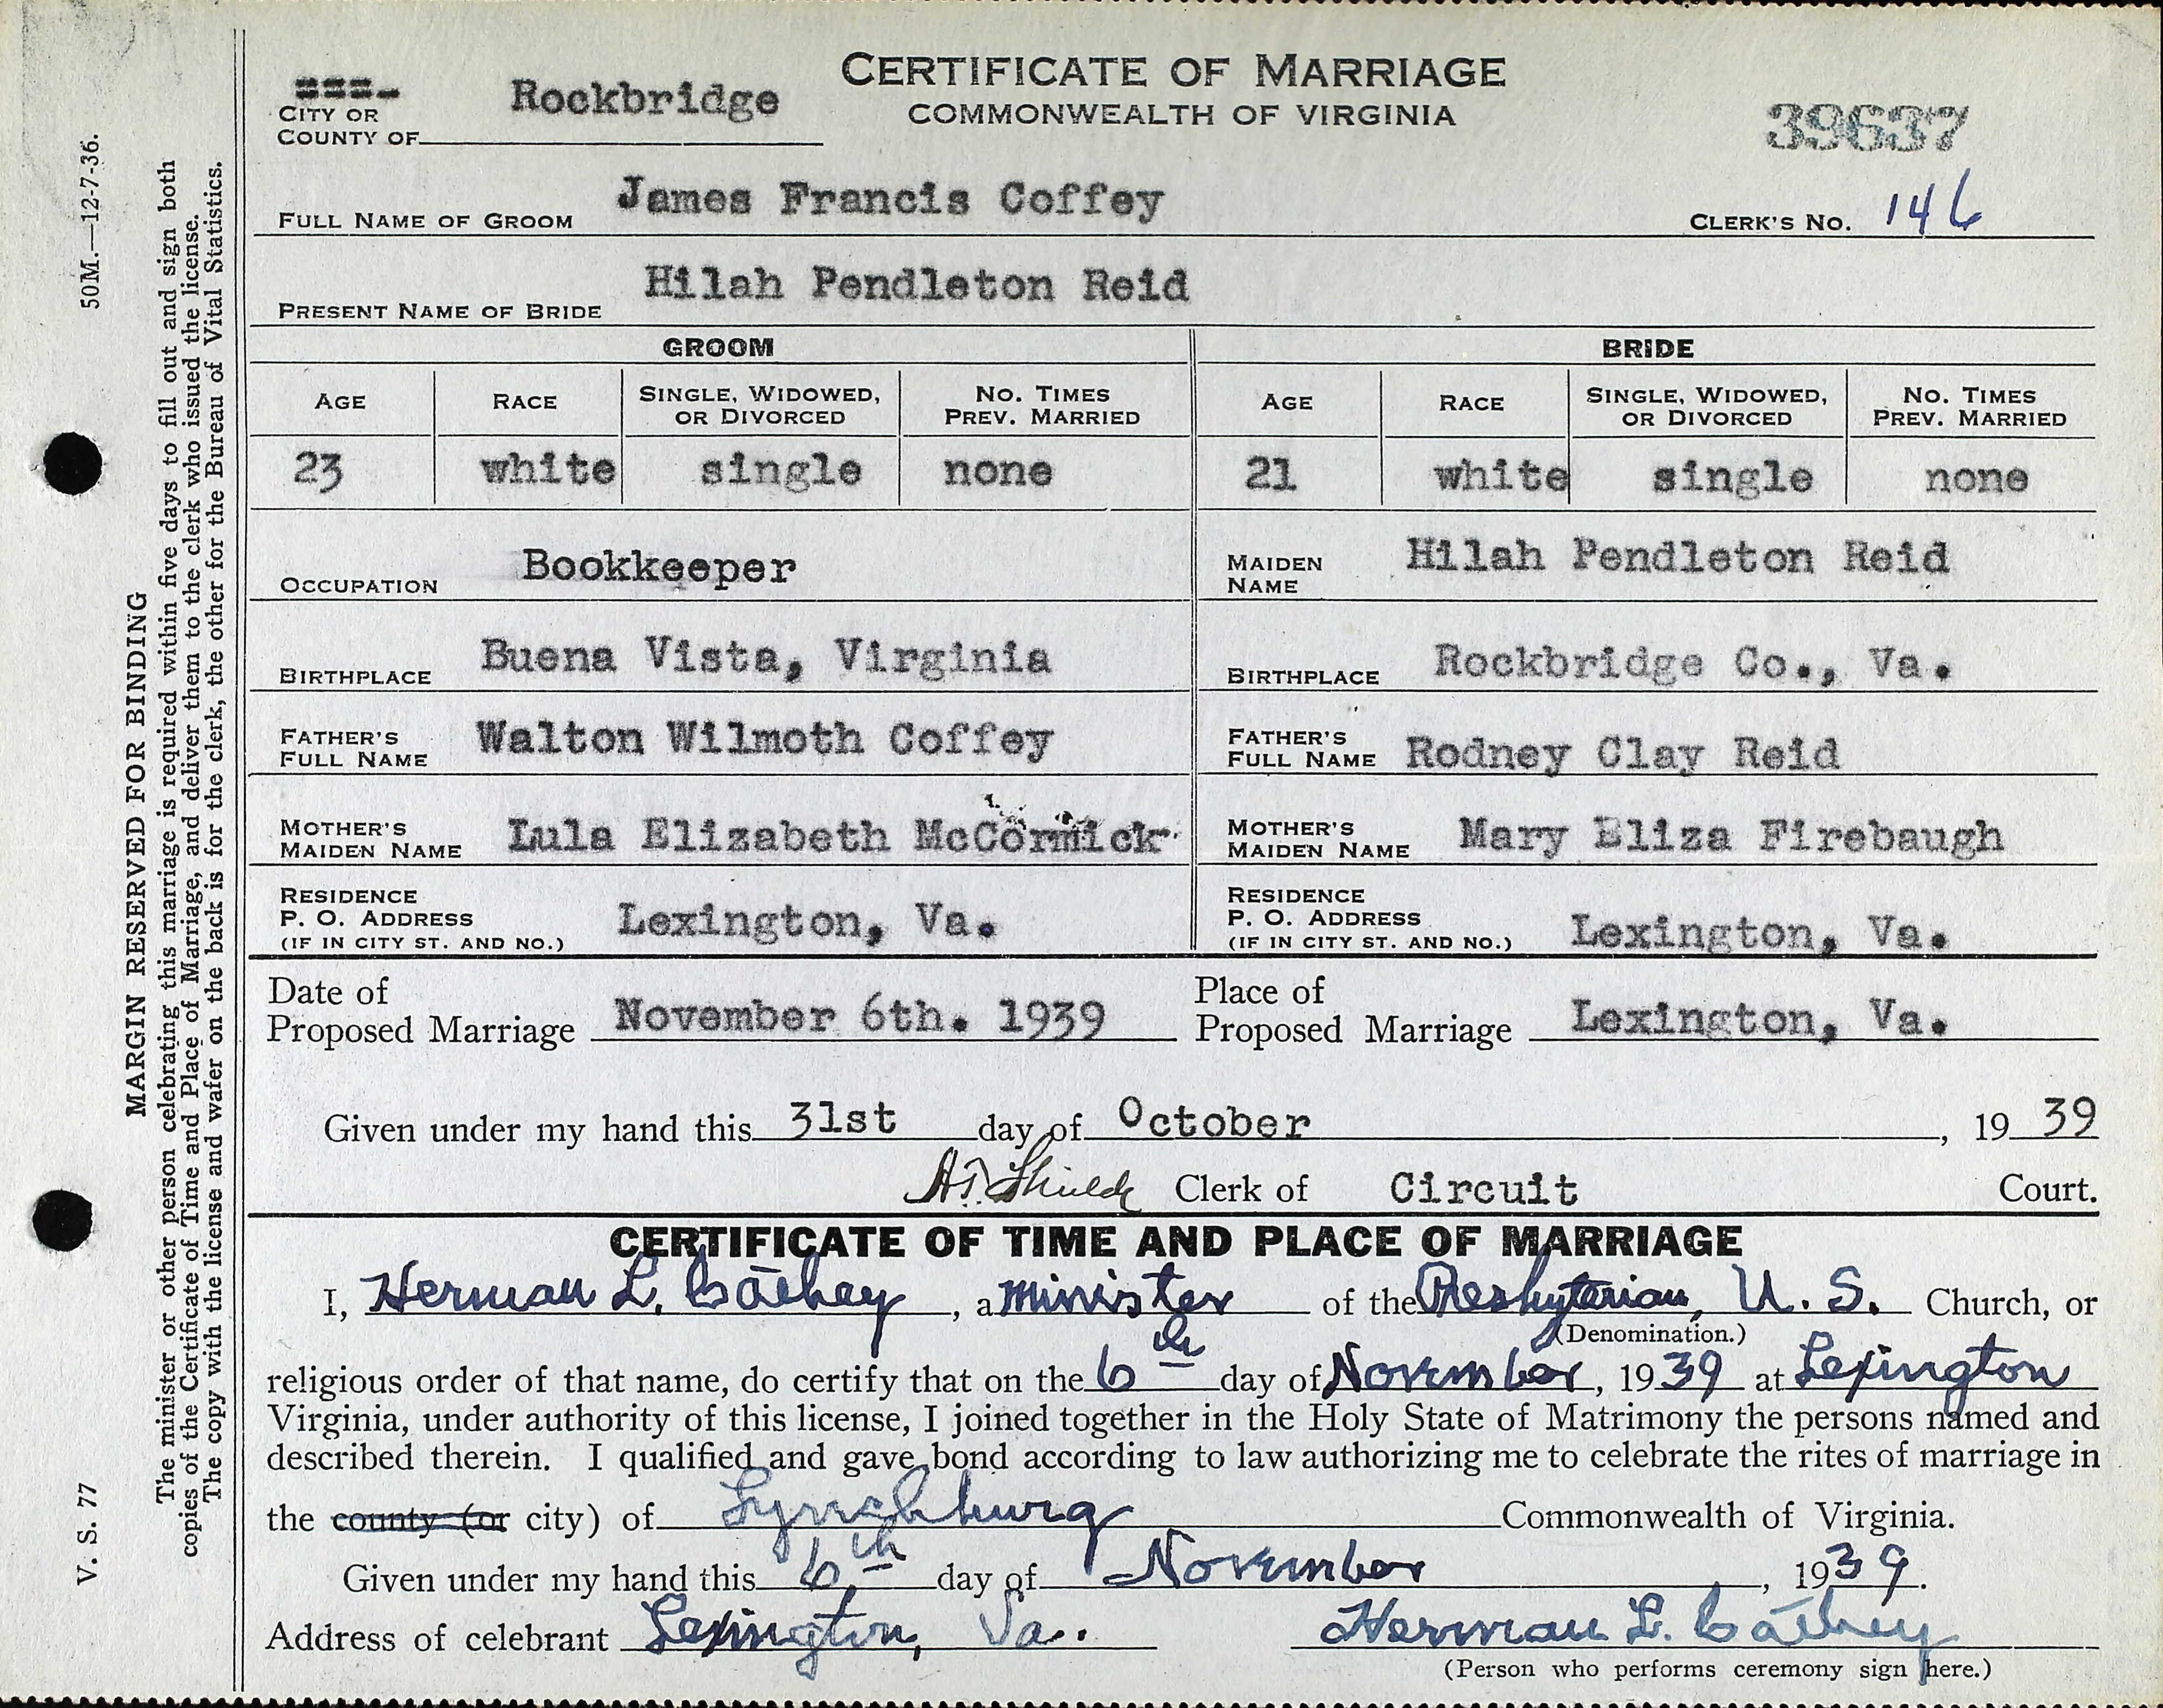 CERTIFICATE OF MARRIAGE
COMMONWEALTH OF VIRGINIA
===-
CITY OR
COUNTY OF Rockbridge
39637
FULL NAME OF GROOM James Francis Coffey
CLERK'S NO. 146
PRESENT NAME OF BRIDE Hilah Pendleton Reid
GROOM BRIDE
AGE RACE SINGLE, WIDOWED, OR DIVORCED NO. TIMES PREV. MARRIED AGE RACE SINGLE, WIDOWED, OR DIVORCED NO. TIMES PREV. MARRIED
23 white single none 21 white single none
OCCUPATION Bookkeeper
MAIDEN NAME Hilah Pendleton Reid
BIRTHPLACE Buena Vista, Virginia
BIRTHPLACE Rockbridge Co., Va.
FATHER'S FULL NAME Walton Wilmoth Coffey
FATHER'S FULL NAME Rodney Clay Reid
MOTHER'S MAIDEN NAME Lula Elizabeth McCormick
MOTHER'S MAIDEN NAME Mary Eliza Firebaugh
RESIDENCE
P. O. ADDRESS
(IF IN CITY ST. AND NO.) Lexington, Va.
RESIDENCE
P. O. ADDRESS
(IF IN CITY ST. AND NO.) Lexington, Va.
Date of
Proposed Marriage November 6th. 1939
Place of
Proposed Marriage Lexington, Va.
Given under my hand this 31st day of October, 19 39
A.T. Shields Clerk of Circuit Court.
CERTIFICATE OF TIME AND PLACE OF MARRIAGE
I, Herman L. Cathey, a minister of the Presbyterian, U. S. Church, or
(Denomination.)
religious order of that name, do certify that on the 6th day of November, 1939 at Lexington
Virginia, under authority of this license, I joined together in the Holy State of Matrimony the persons named and
described therein. I qualified and gave bond according to law authorizing me to celebrate the rites of marriage in
the county (or city) of Lynchburg Commonwealth of Virginia.
Given under my hand this 6th day of November, 1939.
Address of celebrant Lexington, Va. Herman L. Cathey
(Person who performs ceremony sign here.)
V. S. 77 50M.—12-7-36.
MARGIN RESERVED FOR BINDING
The minister or other person celebrating this marriage is required within five days to fill out and sign both
copies of the Certificate of Time and Place of Marriage, and deliver them to the clerk who issued the license.
The copy with the license and wafer on the back is for the clerk, the other for the Bureau of Vital Statistics.